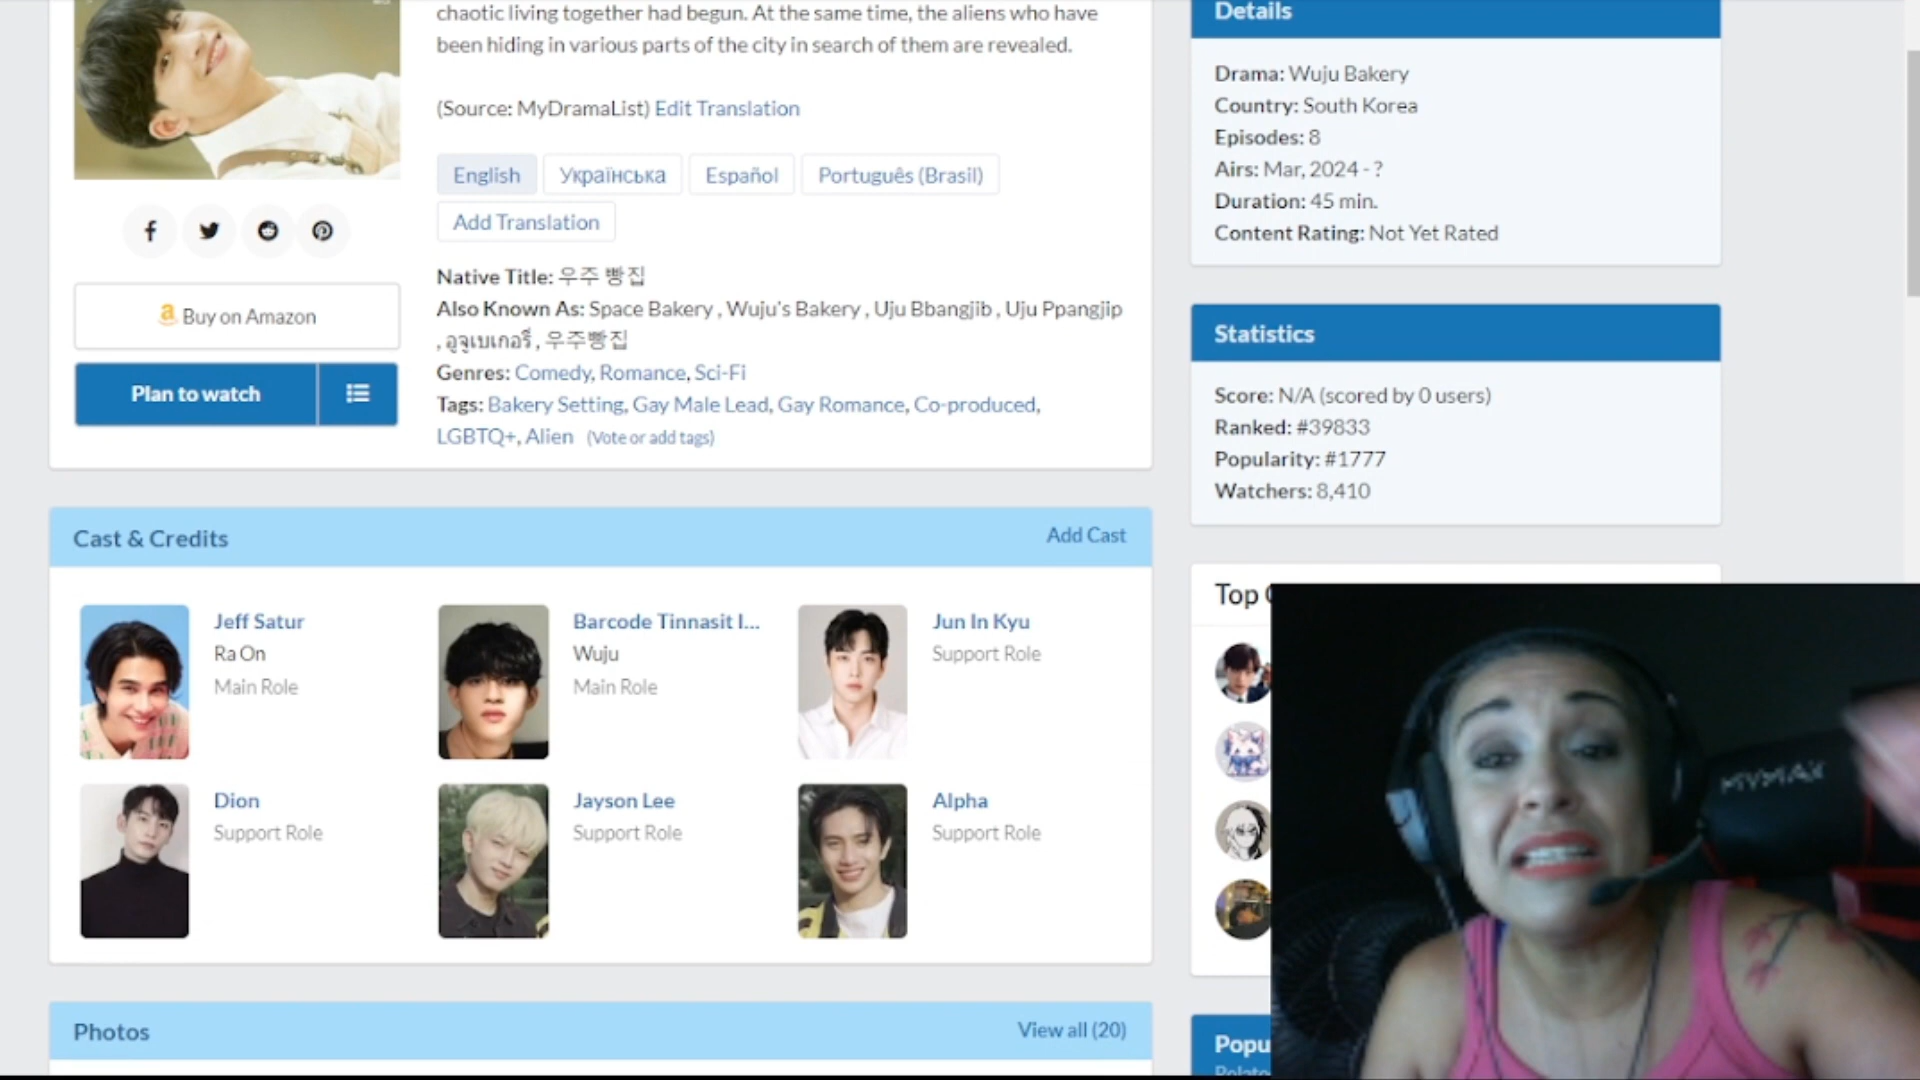 chaotic living together had begun. At the same time, the aliens who have
been hiding in various parts of the city in search of them are revealed.
(Source: MyDramaList) Edit Translation
English Українська Español Português (Brasil)
Add Translation
Native Title: 우주 빵집
Also Known As: Space Bakery , Wuju's Bakery , Uju Bbangjib , Uju Ppangjip
, อูจูเบเกอรี่ , 우주빵집
Genres: Comedy, Romance, Sci-Fi
Tags: Bakery Setting, Gay Male Lead, Gay Romance, Co-produced,
LGBTQ+, Alien (Vote or add tags)
Buy on Amazon
Plan to watch
Cast & Credits
Add Cast
Jeff Satur
Ra On
Main Role
Barcode Tinnasit I...
Wuju
Main Role
Jun In Kyu
Support Role
Dion
Support Role
Jayson Lee
Support Role
Alpha
Support Role
Photos
View all (20)
Details
Drama: Wuju Bakery
Country: South Korea
Episodes: 8
Airs: Mar, 2024 - ?
Duration: 45 min.
Content Rating: Not Yet Rated
Statistics
Score: N/A (scored by 0 users)
Ranked: #39833
Popularity: #1777
Watchers: 8,410
Top
Popu